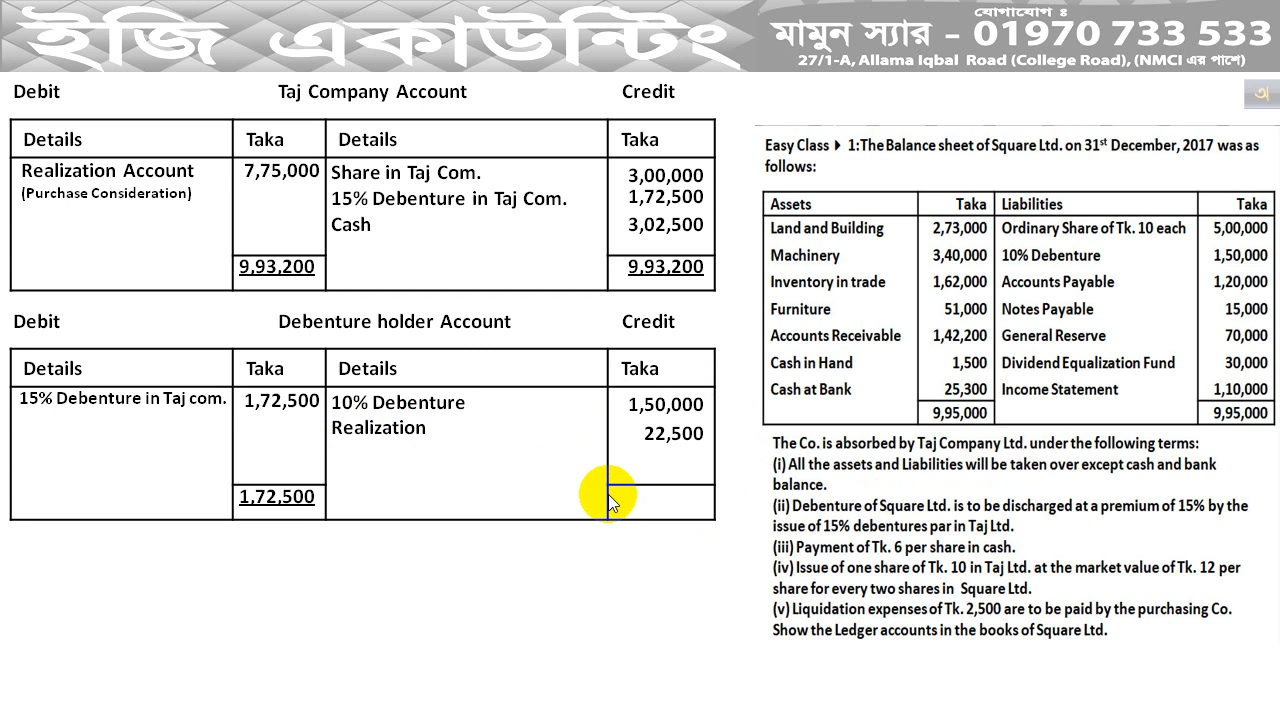 ইজি একাউন্টিং
যোগাযোগ ঃ
মামুন স্যার – 01970 733 533
27/1-A, Allama Iqbal Road (College Road), (NMCI এর পাশে)
অ
Debit Taj Company Account Credit
Details Taka Details Taka
Realization Account 7,75,000 Share in Taj Com. 3,00,000
(Purchase Consideration) 15% Debenture in Taj Com. 1,72,500
Cash 3,02,500
9,93,200 9,93,200
Debit Debenture holder Account Credit
Details Taka Details Taka
15% Debenture in Taj com. 1,72,500 10% Debenture 1,50,000
Realization 22,500
1,72,500
Easy Class 1:The Balance sheet of Square Ltd. on 31st December, 2017 was as
follows:
Assets Taka Liabilities Taka
Land and Building 2,73,000 Ordinary Share of Tk. 10 each 5,00,000
Machinery 3,40,000 10% Debenture 1,50,000
Inventory in trade 1,62,000 Accounts Payable 1,20,000
Furniture 51,000 Notes Payable 15,000
Accounts Receivable 1,42,200 General Reserve 70,000
Cash in Hand 1,500 Dividend Equalization Fund 30,000
Cash at Bank 25,300 Income Statement 1,10,000
9,95,000 9,95,000
The Co. is absorbed by Taj Company Ltd. under the following terms:
(i) All the assets and Liabilities will be taken over except cash and bank
balance.
(ii) Debenture of Square Ltd. is to be discharged at a premium of 15% by the
issue of 15% debentures par in Taj Ltd.
(iii) Payment of Tk. 6 per share in cash.
(iv) Issue of one share of Tk. 10 in Taj Ltd. at the market value of Tk. 12 per
share for every two shares in Square Ltd.
(v) Liquidation expenses of Tk. 2,500 are to be paid by the purchasing Co.
Show the Ledger accounts in the books of Square Ltd.